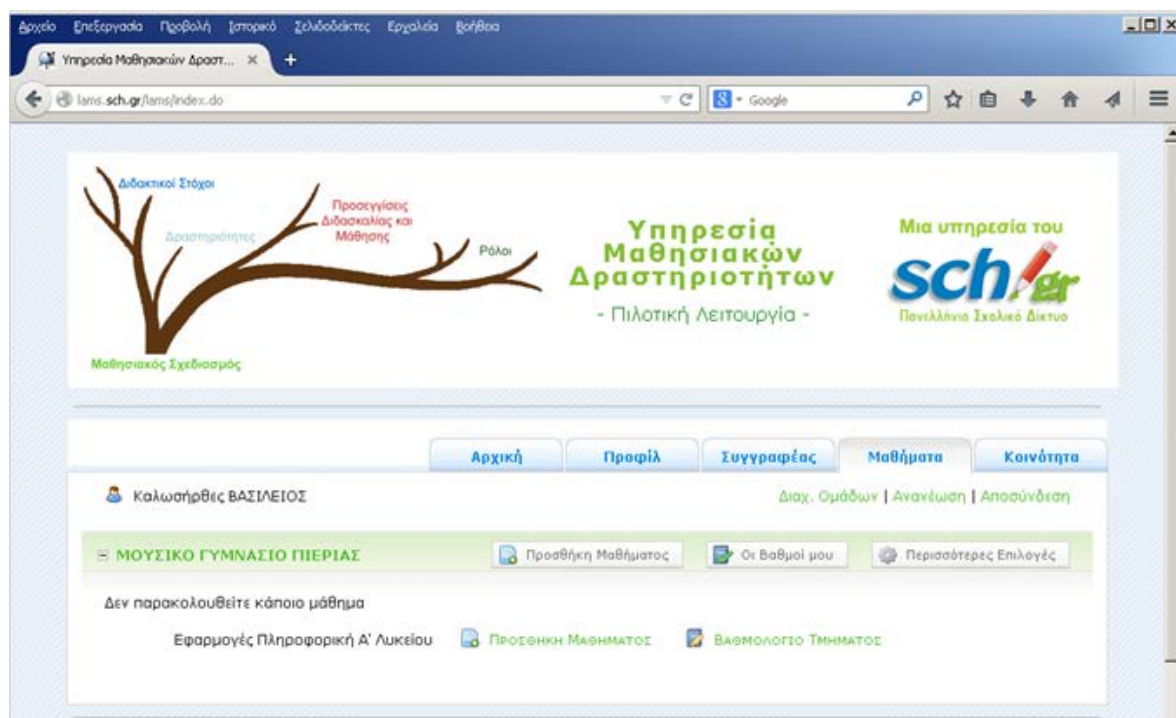 Αρχείο Επεξεργασία Προβολή Ιστορικό Σελιδοδείκτες Εργαλεία Βοήθεια
Υπηρεσία Μαθησιακών Δραστ... × +
lams.sch.gr/lams/index.do Google
Διδακτικοί Στόχοι
Δραστηριότητες
Προσεγγίσεις
Διδασκαλίας και
Μάθησης
Ρόλοι
Μαθησιακός Σχεδιασμός
Υπηρεσία
Μαθησιακών
Δραστηριοτήτων
- Πιλοτική Λειτουργία -
Μια υπηρεσία του
sch.gr
Πανελλήνιο Σχολικό Δίκτυο
Αρχική Προφίλ Συγγραφέας Μαθήματα Κοινότητα
Καλωσήρθες ΒΑΣΙΛΕΙΟΣ Διαχ. Ομάδων | Ανανέωση | Αποσύνδεση
ΜΟΥΣΙΚΟ ΓΥΜΝΑΣΙΟ ΠΙΕΡΙΑΣ Προσθήκη Μαθήματος Οι Βαθμοί μου Περισσότερες Επιλογές
Δεν παρακολουθείτε κάποιο μάθημα
Εφαρμογές Πληροφορική Α' Λυκείου ΠΡΟΣΘΗΚΗ ΜΑΘΗΜΑΤΟΣ ΒΑΘΜΟΛΟΓΙΟ ΤΜΗΜΑΤΟΣ